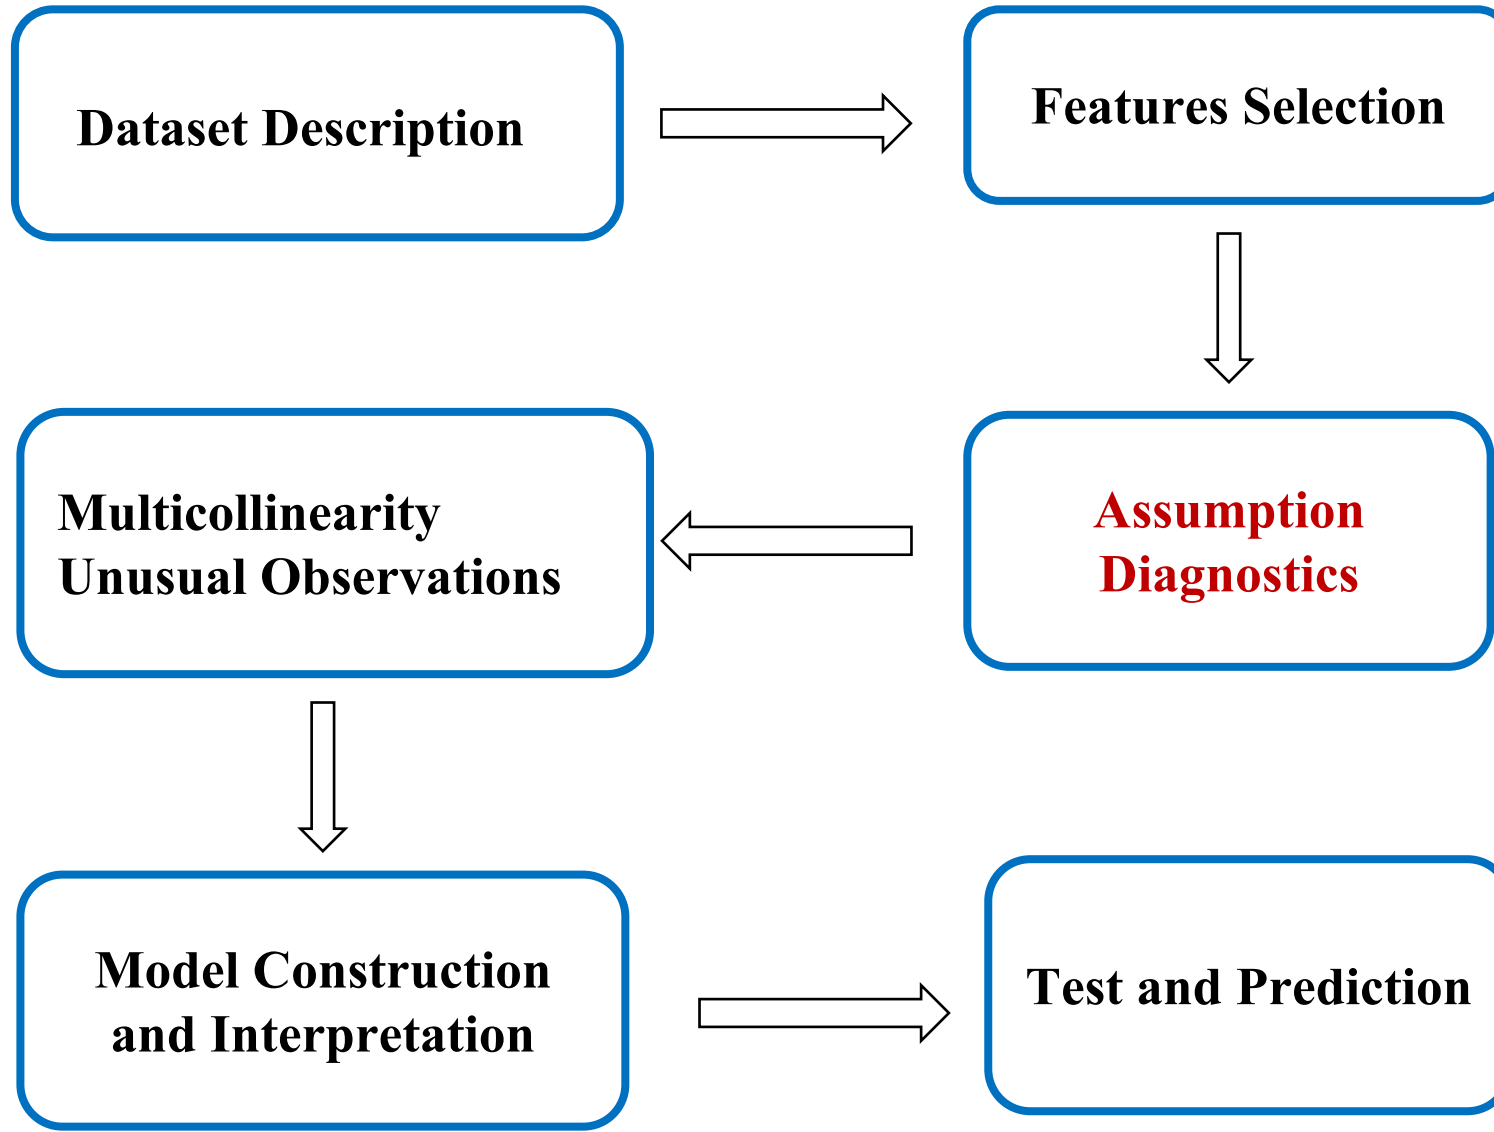 Dataset Description
Features Selection
Assumption
Diagnostics
Multicollinearity
Unusual Observations
Model Construction
and Interpretation
Test and Prediction